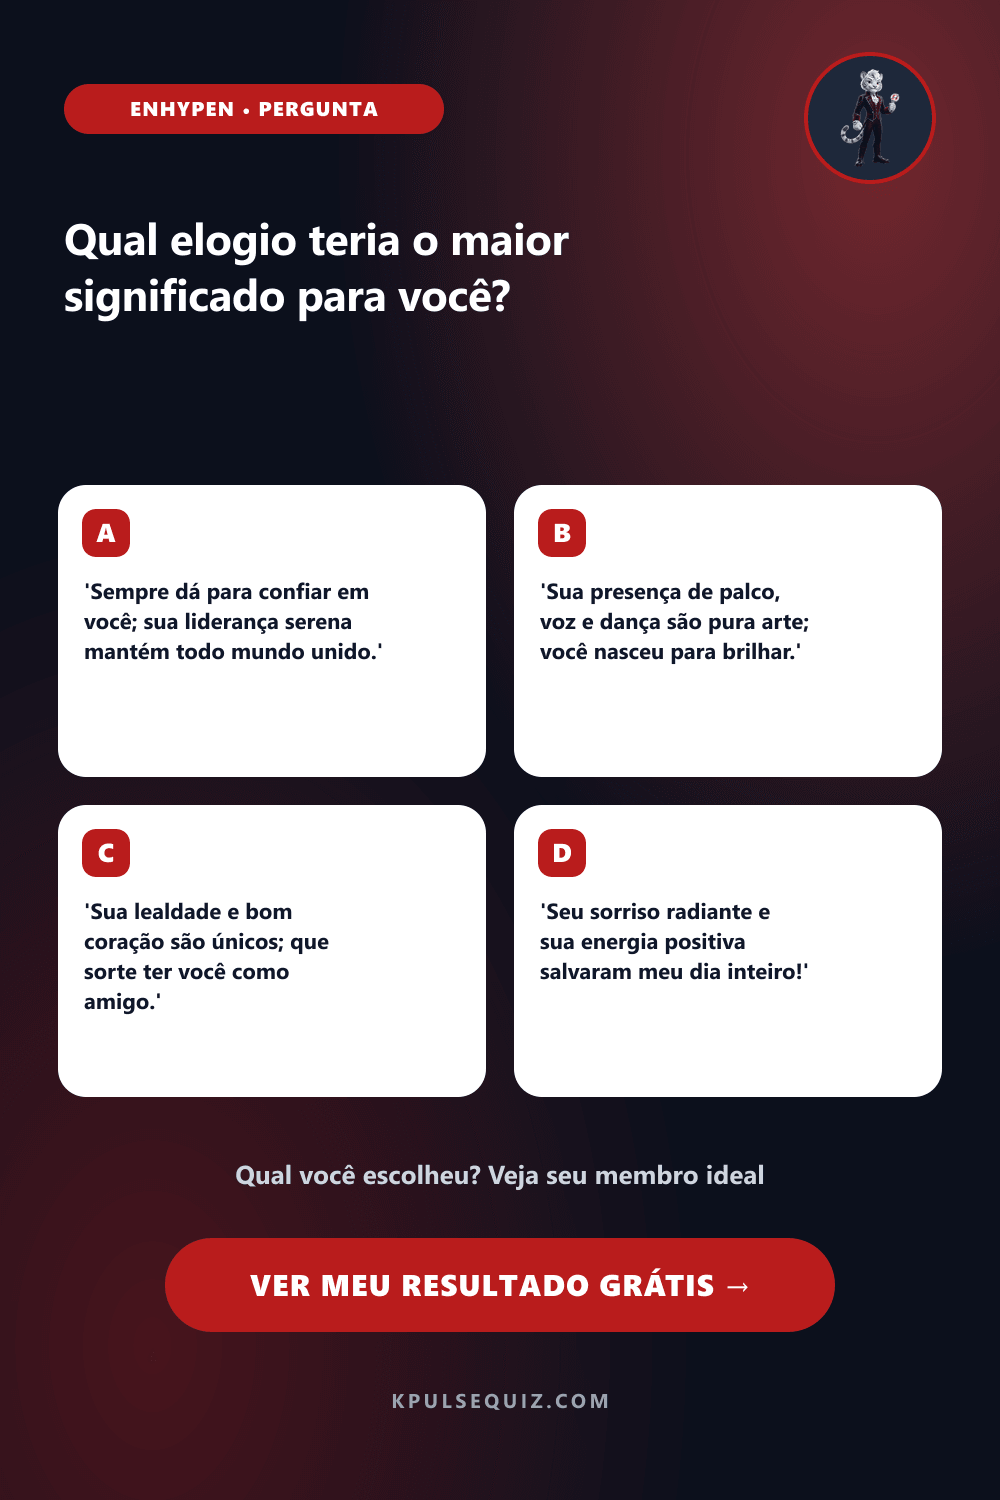 ENHYPEN • PERGUNTA
Qual elogio teria o maior
significado para você?
A
'Sempre dá para confiar em
você; sua liderança serena
mantém todo mundo unido.'
B
'Sua presença de palco,
voz e dança são pura arte;
você nasceu para brilhar.'
C
'Sua lealdade e bom
coração são únicos; que
sorte ter você como
amigo.'
D
'Seu sorriso radiante e
sua energia positiva
salvaram meu dia inteiro!'
Qual você escolheu? Veja seu membro ideal
VER MEU RESULTADO GRÁTIS →
KPULSEQUIZ.COM